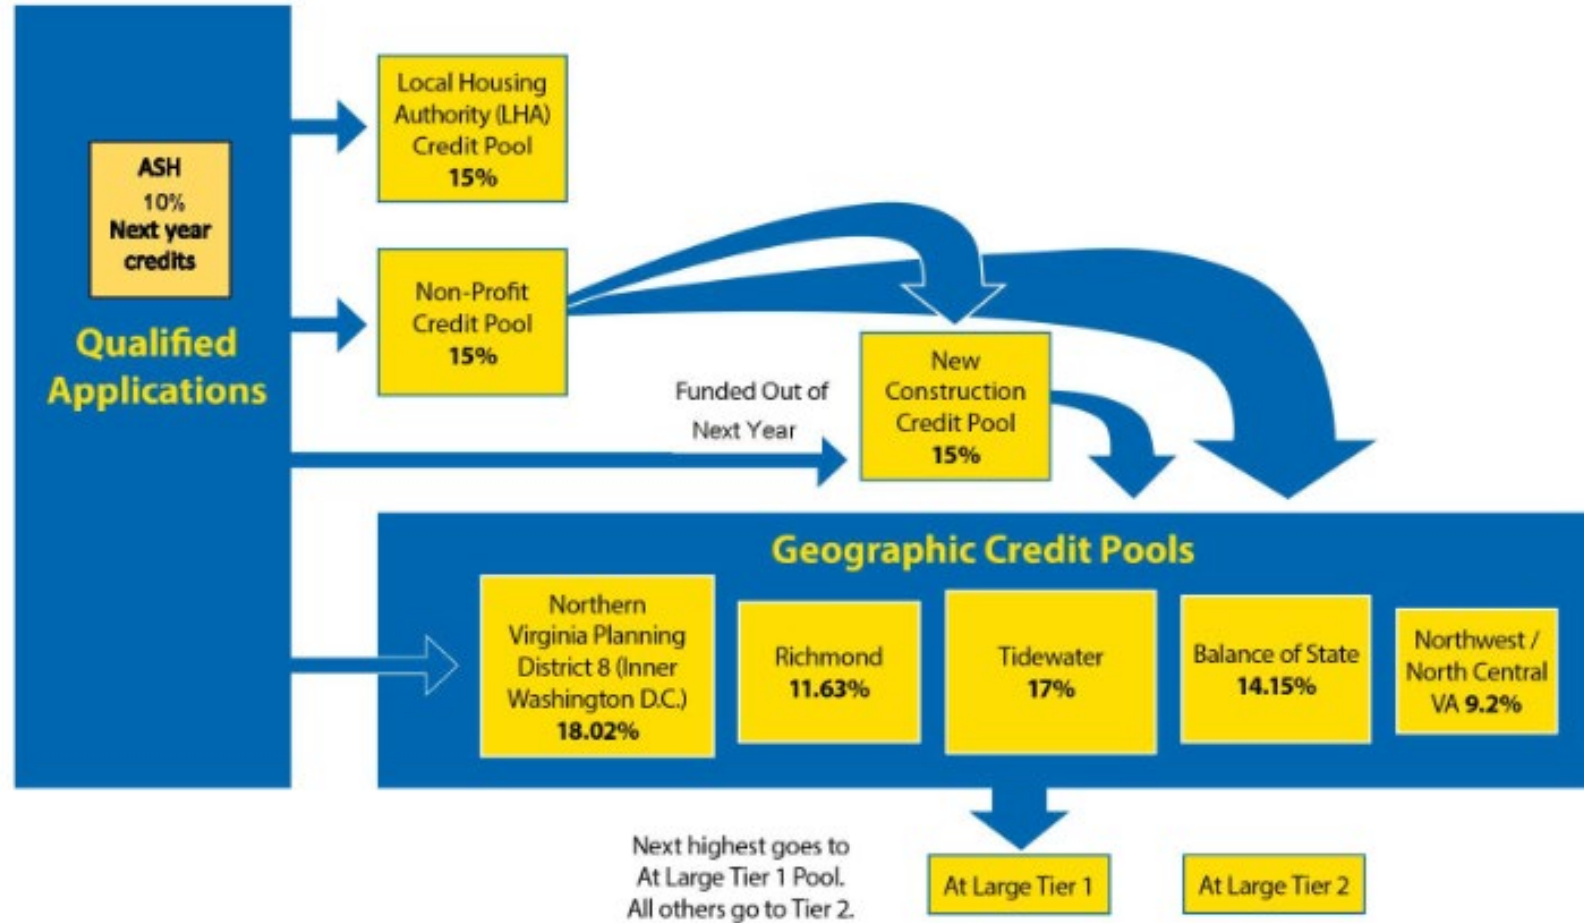 ASH
10%
Next year
credits
Qualified
Applications
Local Housing
Authority (LHA)
Credit Pool
15%
Non-Profit
Credit Pool
15%
Funded Out of
Next Year
New
Construction
Credit Pool
15%
Geographic Credit Pools
Northern
Virginia Planning
District 8 (Inner
Washington D.C.)
18.02%
Richmond
11.63%
Tidewater
17%
Balance of State
14.15%
Northwest /
North Central
VA 9.2%
Next highest goes to
At Large Tier 1 Pool.
All others go to Tier 2.
At Large Tier 1
At Large Tier 2